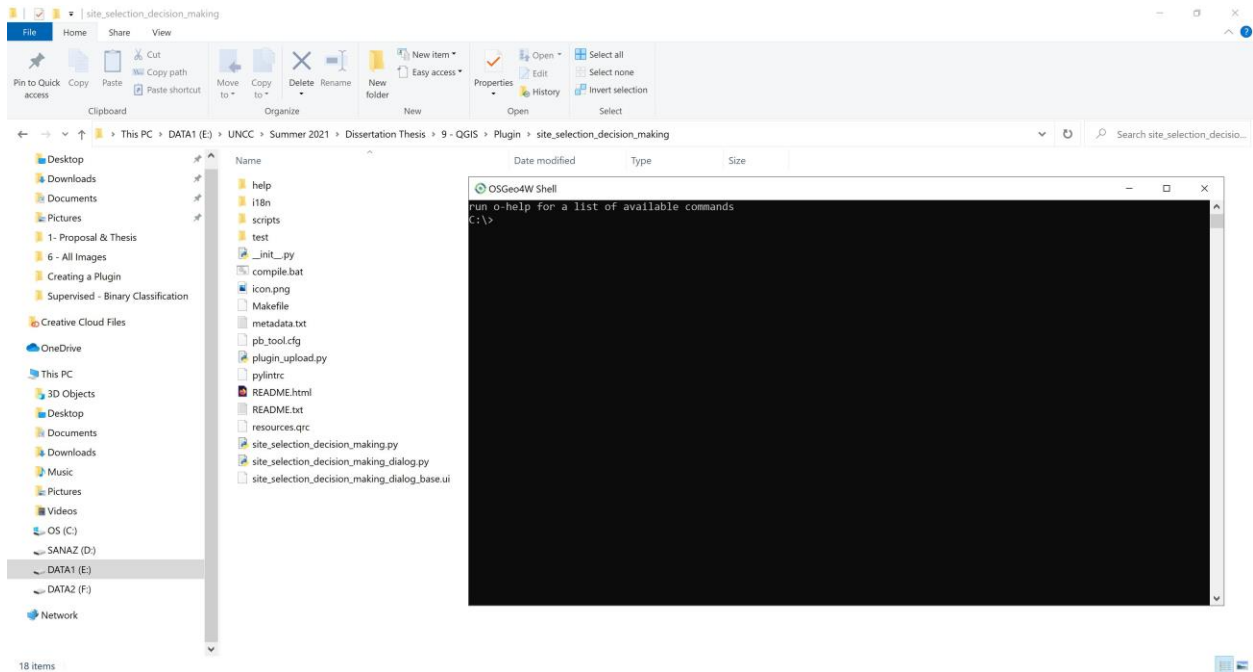 site_selection_decision_making
File Home Share View
Pin to Quick access
Copy
Paste
Cut
Copy path
Paste shortcut
Clipboard
Move to
Copy to
Delete
Rename
Organize
New folder
New item
Easy access
New
Properties
Open
Edit
History
Open
Select all
Select none
Invert selection
Select
This PC > DATA1 (E:) > UNCC > Summer 2021 > Dissertation Thesis > 9 - QGIS > Plugin > site_selection_decision_making
Search site_selection_decisio...
Desktop
Downloads
Documents
Pictures
1- Proposal & Thesis
6 - All Images
Creating a Plugin
Supervised - Binary Classification
Creative Cloud Files
OneDrive
This PC
3D Objects
Desktop
Documents
Downloads
Music
Pictures
Videos
OS (C:)
SANAZ (D:)
DATA1 (E:)
DATA2 (F:)
Network
Name Date modified Type Size
help
i18n
scripts
test
__init__.py
compile.bat
icon.png
Makefile
metadata.txt
pb_tool.cfg
plugin_upload.py
pylintrc
README.html
README.txt
resources.qrc
site_selection_decision_making.py
site_selection_decision_making_dialog.py
site_selection_decision_making_dialog_base.ui
OSGeo4W Shell
run o-help for a list of available commands
C:\>
18 items